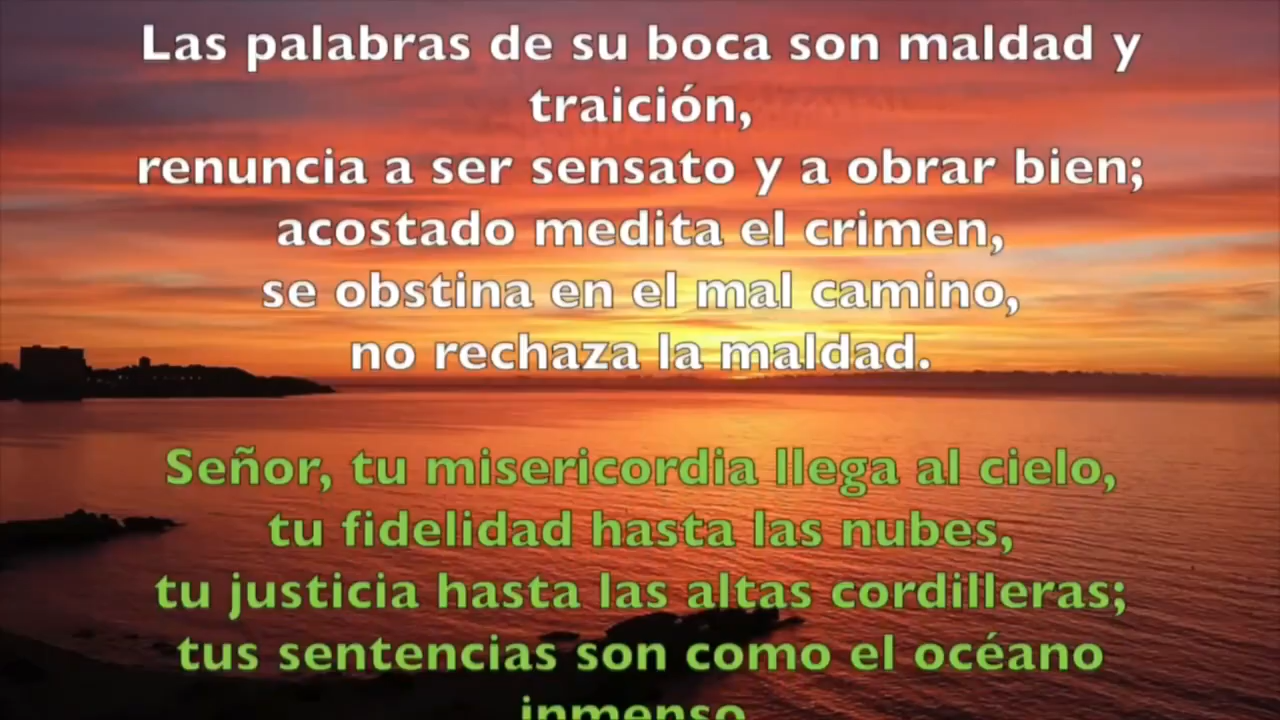 Las palabras de su boca son maldad y
traición,
renuncia a ser sensato y a obrar bien;
acostado medita el crimen,
se obstina en el mal camino,
no rechaza la maldad.
Señor, tu misericordia llega al cielo,
tu fidelidad hasta las nubes,
tu justicia hasta las altas cordilleras;
tus sentencias son como el océano
inmenso